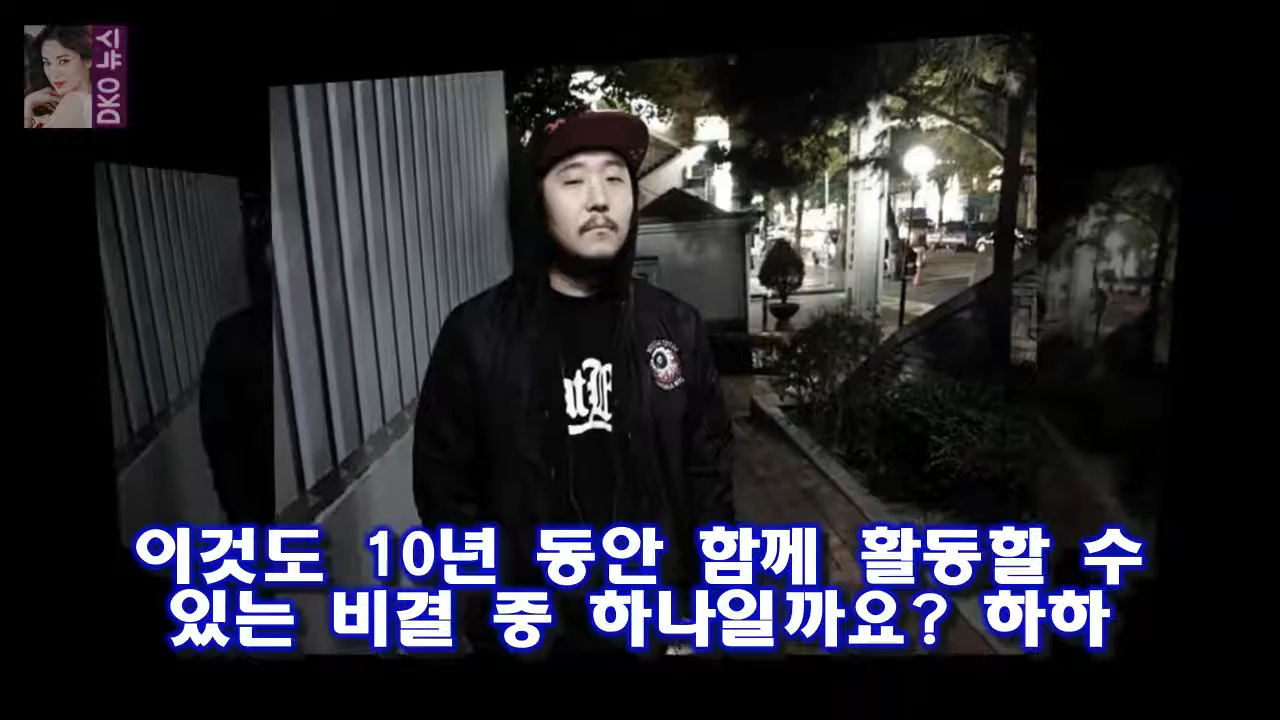 DKO 뉴스
이것도 10년 동안 함께 활동할 수
있는 비결 중 하나일까요? 하하